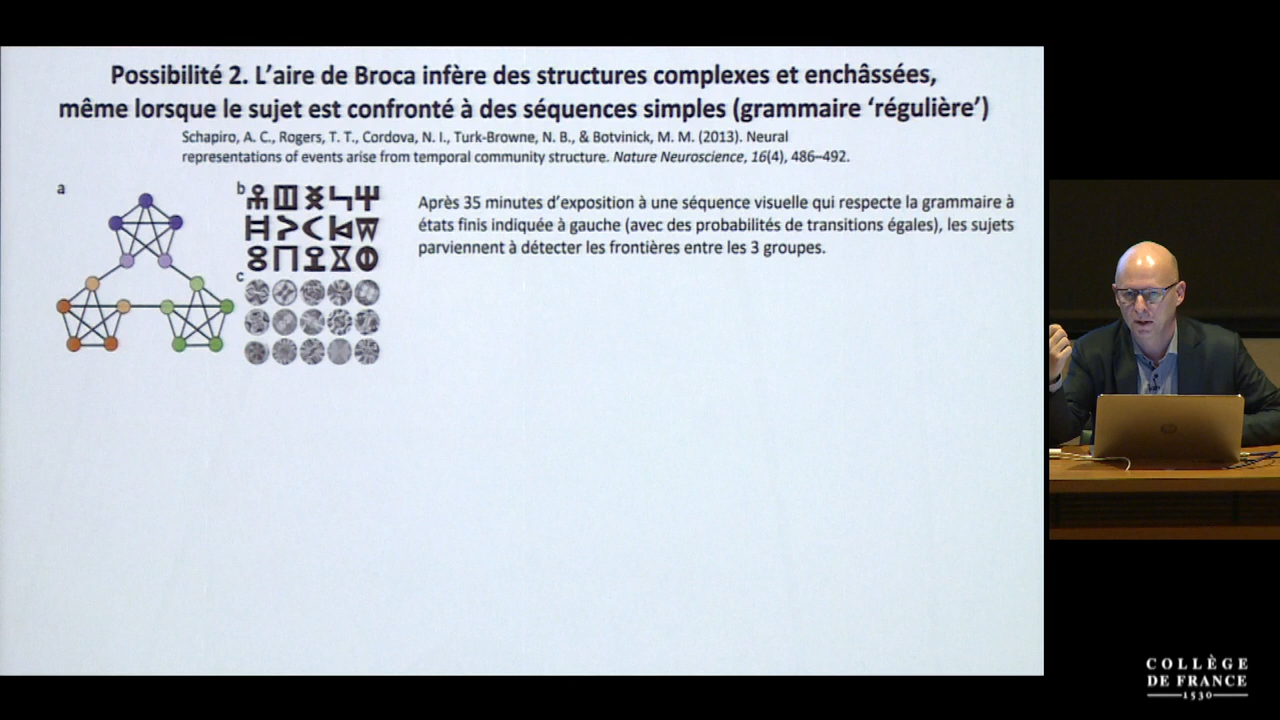 Possibilité 2. L'aire de Broca infère des structures complexes et enchâssées,
même lorsque le sujet est confronté à des séquences simples (grammaire 'régulière')
Schapiro, A. C., Rogers, T. T., Cordova, N. I., Turk-Browne, N. B., & Botvinick, M. M. (2013). Neural
representations of events arise from temporal community structure. Nature Neuroscience, 16(4), 486–492.
a
b
c
Après 35 minutes d'exposition à une séquence visuelle qui respecte la grammaire à
états finis indiquée à gauche (avec des probabilités de transitions égales), les sujets
parviennent à détecter les frontières entre les 3 groupes.
COLLÈGE
DE FRANCE
1530